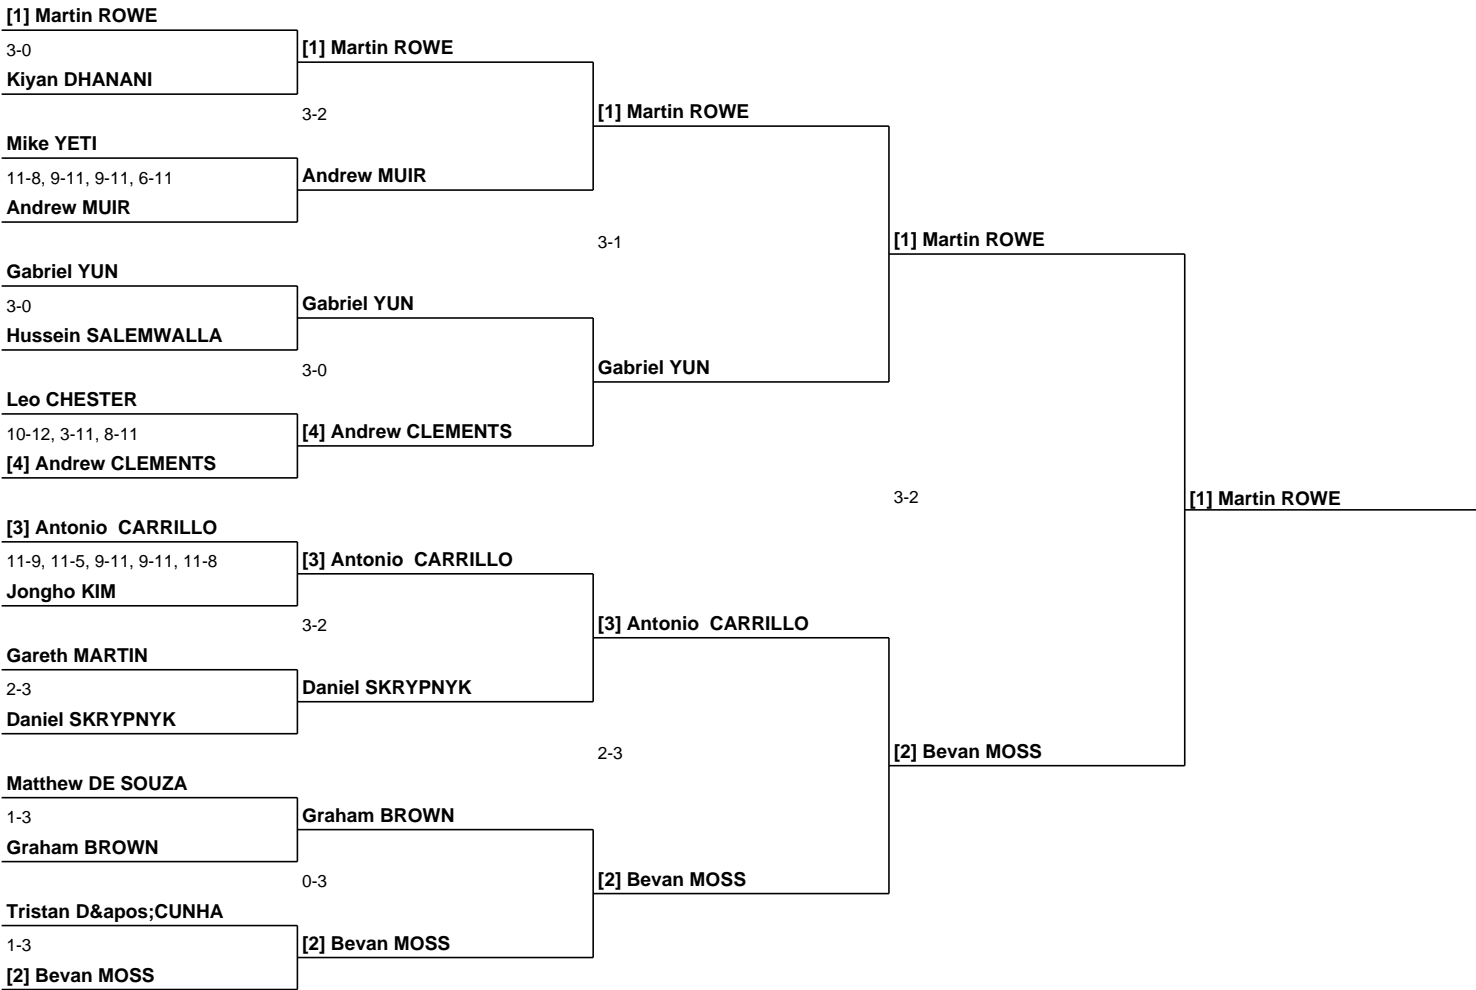 [1] Martin ROWE
3-0
[1] Martin ROWE
Kiyan DHANANI
3-2
[1] Martin ROWE
Mike YETI
11-8, 9-11, 9-11, 6-11
Andrew MUIR
Andrew MUIR
3-1
[1] Martin ROWE
Gabriel YUN
3-0
Gabriel YUN
Hussein SALEMWALLA
3-0
Gabriel YUN
Leo CHESTER
10-12, 3-11, 8-11
[4] Andrew CLEMENTS
[4] Andrew CLEMENTS
3-2
[1] Martin ROWE
[3] Antonio  CARRILLO
11-9, 11-5, 9-11, 9-11, 11-8
[3] Antonio  CARRILLO
Jongho KIM
3-2
[3] Antonio  CARRILLO
Gareth MARTIN
2-3
Daniel SKRYPNYK
Daniel SKRYPNYK
2-3
[2] Bevan MOSS
Matthew DE SOUZA
1-3
Graham BROWN
Graham BROWN
0-3
[2] Bevan MOSS
Tristan D&apos;CUNHA
1-3
[2] Bevan MOSS
[2] Bevan MOSS